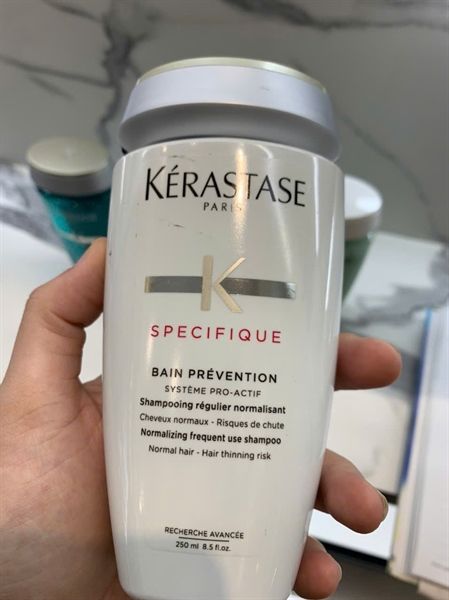 KÉRASTASE
PARIS
K
SPECIFIQUE
BAIN PRÉVENTION
SYSTÈME PRO-ACTIF
Shampooing régulier normalisant
Cheveux normaux - Risques de chute
Normalizing frequent use shampoo
Normal hair - Hair thinning risk
RECHERCHE AVANCÉE
250 ml 8.5 fl.oz.